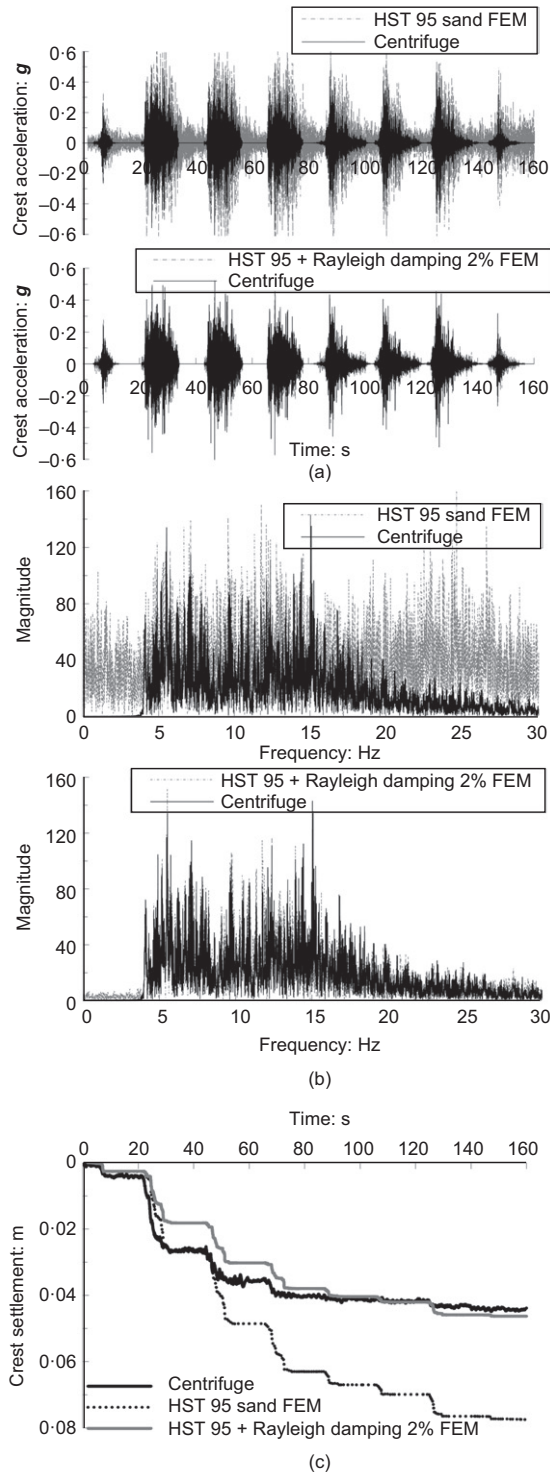 HST 95 sand FEM
Centrifuge
Crest acceleration: g
0·6
0·4
0·2
0
–0·2
–0·4
–0·6
20 40 60 80 100 120 140 160
HST 95 + Rayleigh damping 2% FEM
Centrifuge
Crest acceleration: g
0·6
0·4
0·2
0
–0·2
–0·4
–0·6
20 40 60 80 100 120 140 160
Time: s
(a)
HST 95 sand FEM
Centrifuge
Magnitude
160
120
80
40
0
5 10 15 20 25 30
Frequency: Hz
HST 95 + Rayleigh damping 2% FEM
Centrifuge
Magnitude
160
120
80
40
0
0 5 10 15 20 25 30
Frequency: Hz
(b)
Time: s
0 20 40 60 80 100 120 140 160
Crest settlement: m
0
0·02
0·04
0·06
0·08
Centrifuge
HST 95 sand FEM
HST 95 + Rayleigh damping 2% FEM
(c)